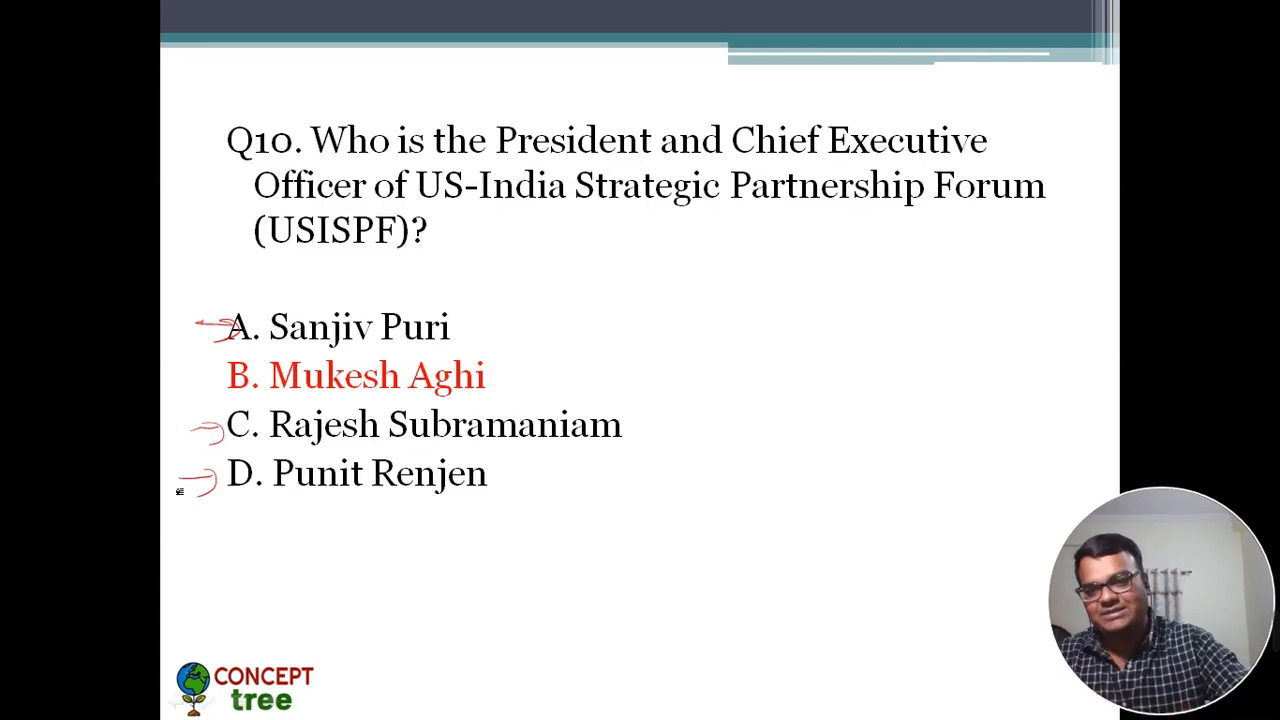 Q10. Who is the President and Chief Executive
Officer of US-India Strategic Partnership Forum
(USISPF)?
A. Sanjiv Puri
B. Mukesh Aghi
C. Rajesh Subramaniam
D. Punit Renjen
CONCEPT
tree